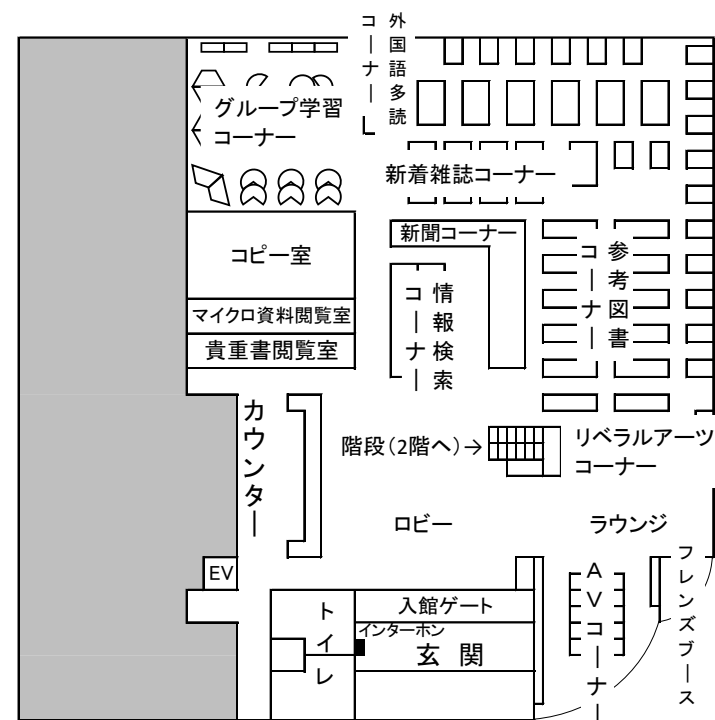 外国語多読
コーナー
グループ学習
コーナー
新着雑誌コーナー
コピー室
新聞コーナー
参考図書
コーナー
情報検索
コーナー
マイクロ資料閲覧室
貴重書閲覧室
カウンター
階段(2階へ)→
リベラルアーツ
コーナー
ロビー
ラウンジ
EV
トイレ
入館ゲート
インターホン
玄関
AVコーナー
フレンズブース